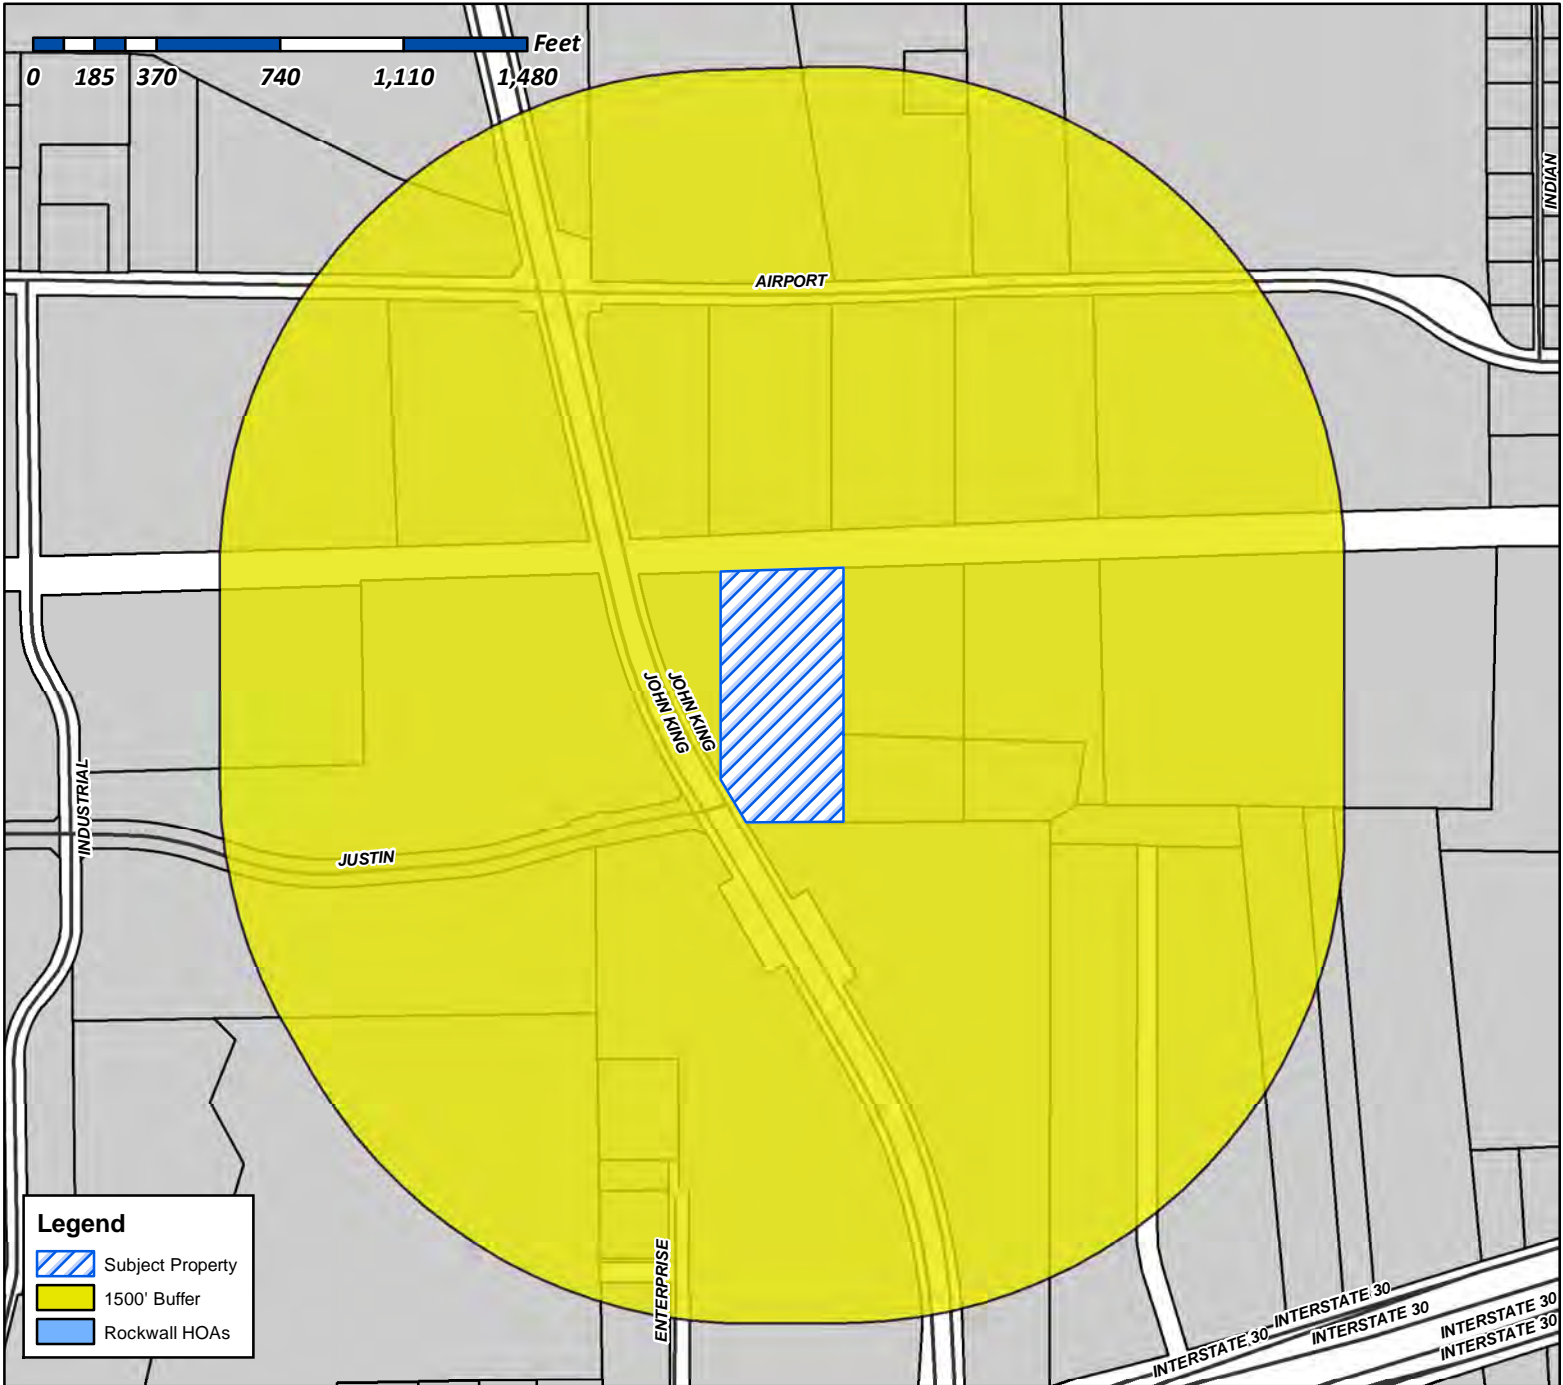 Feet
0 185 370 740 1,110 1,480
INDIAN
AIRPORT
JOHN KING
JOHN KING
INDUSTRIAL
JUSTIN
ENTERPRISE
INTERSTATE 30
INTERSTATE 30
INTERSTATE 30
INTERSTATE 30
INTERSTATE 30
Legend
Subject Property
1500' Buffer
Rockwall HOAs